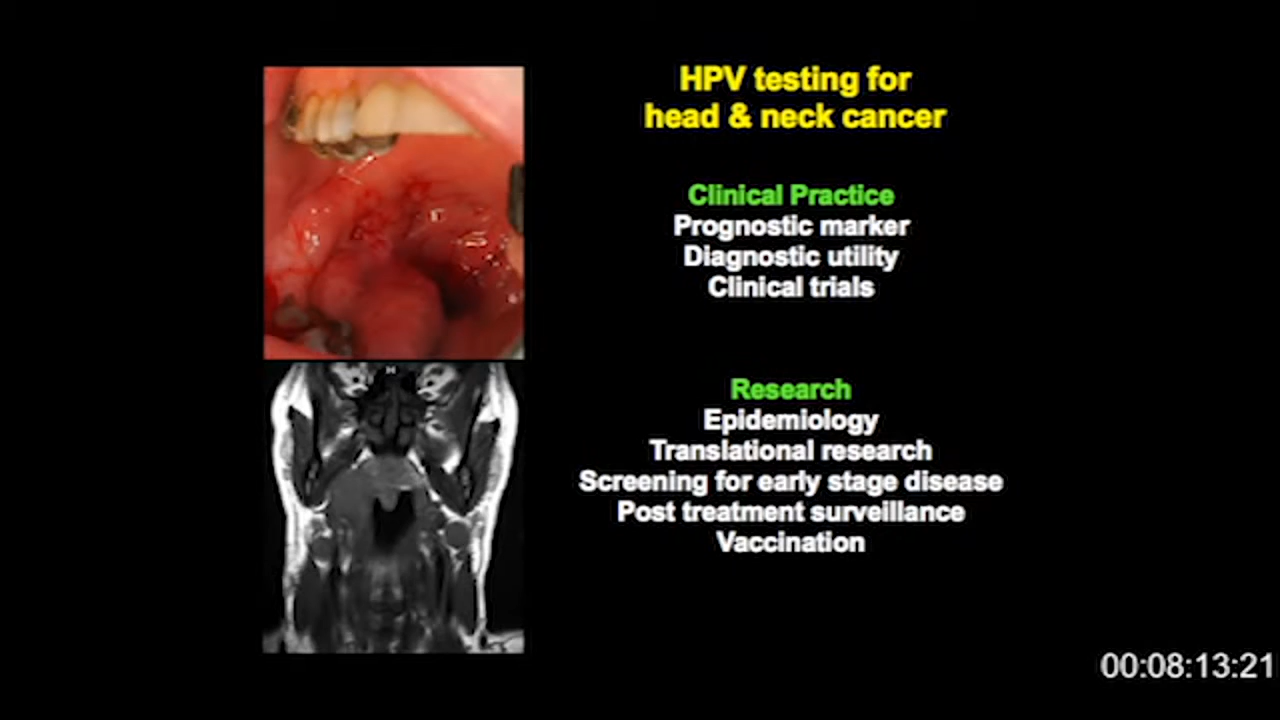 HPV testing for
head & neck cancer
Clinical Practice
Prognostic marker
Diagnostic utility
Clinical trials
H
Research
Epidemiology
Translational research
Screening for early stage disease
Post treatment surveillance
Vaccination
00:08:13:21